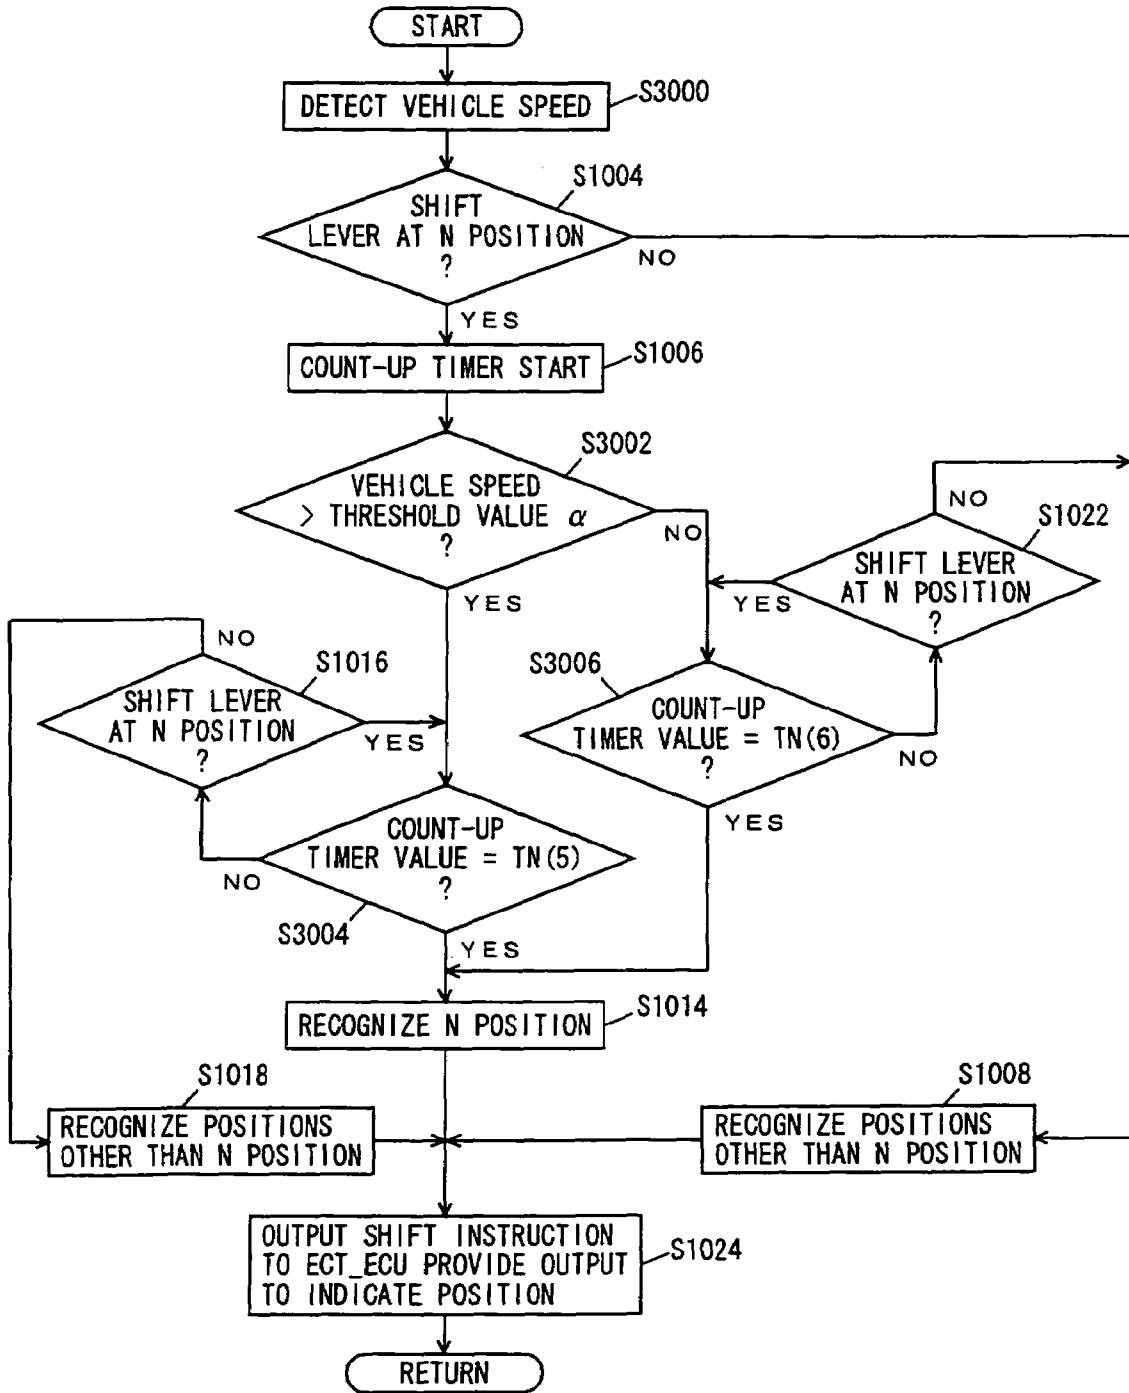 START
DETECT VEHICLE SPEED
S3000
S1004
SHIFT
LEVER AT N POSITION
?
NO
YES
COUNT-UP TIMER START
S1006
S3002
VEHICLE SPEED
> THRESHOLD VALUE α
?
NO
YES
NO
S1022
SHIFT LEVER
AT N POSITION
?
YES
NO
S1016
SHIFT LEVER
AT N POSITION
?
YES
S3006
COUNT-UP
TIMER VALUE = TN(6)
?
NO
YES
COUNT-UP
TIMER VALUE = TN(5)
?
NO
S3004
YES
RECOGNIZE N POSITION
S1014
S1018
RECOGNIZE POSITIONS
OTHER THAN N POSITION
S1008
RECOGNIZE POSITIONS
OTHER THAN N POSITION
OUTPUT SHIFT INSTRUCTION
TO ECT_ECU PROVIDE OUTPUT
TO INDICATE POSITION
S1024
RETURN